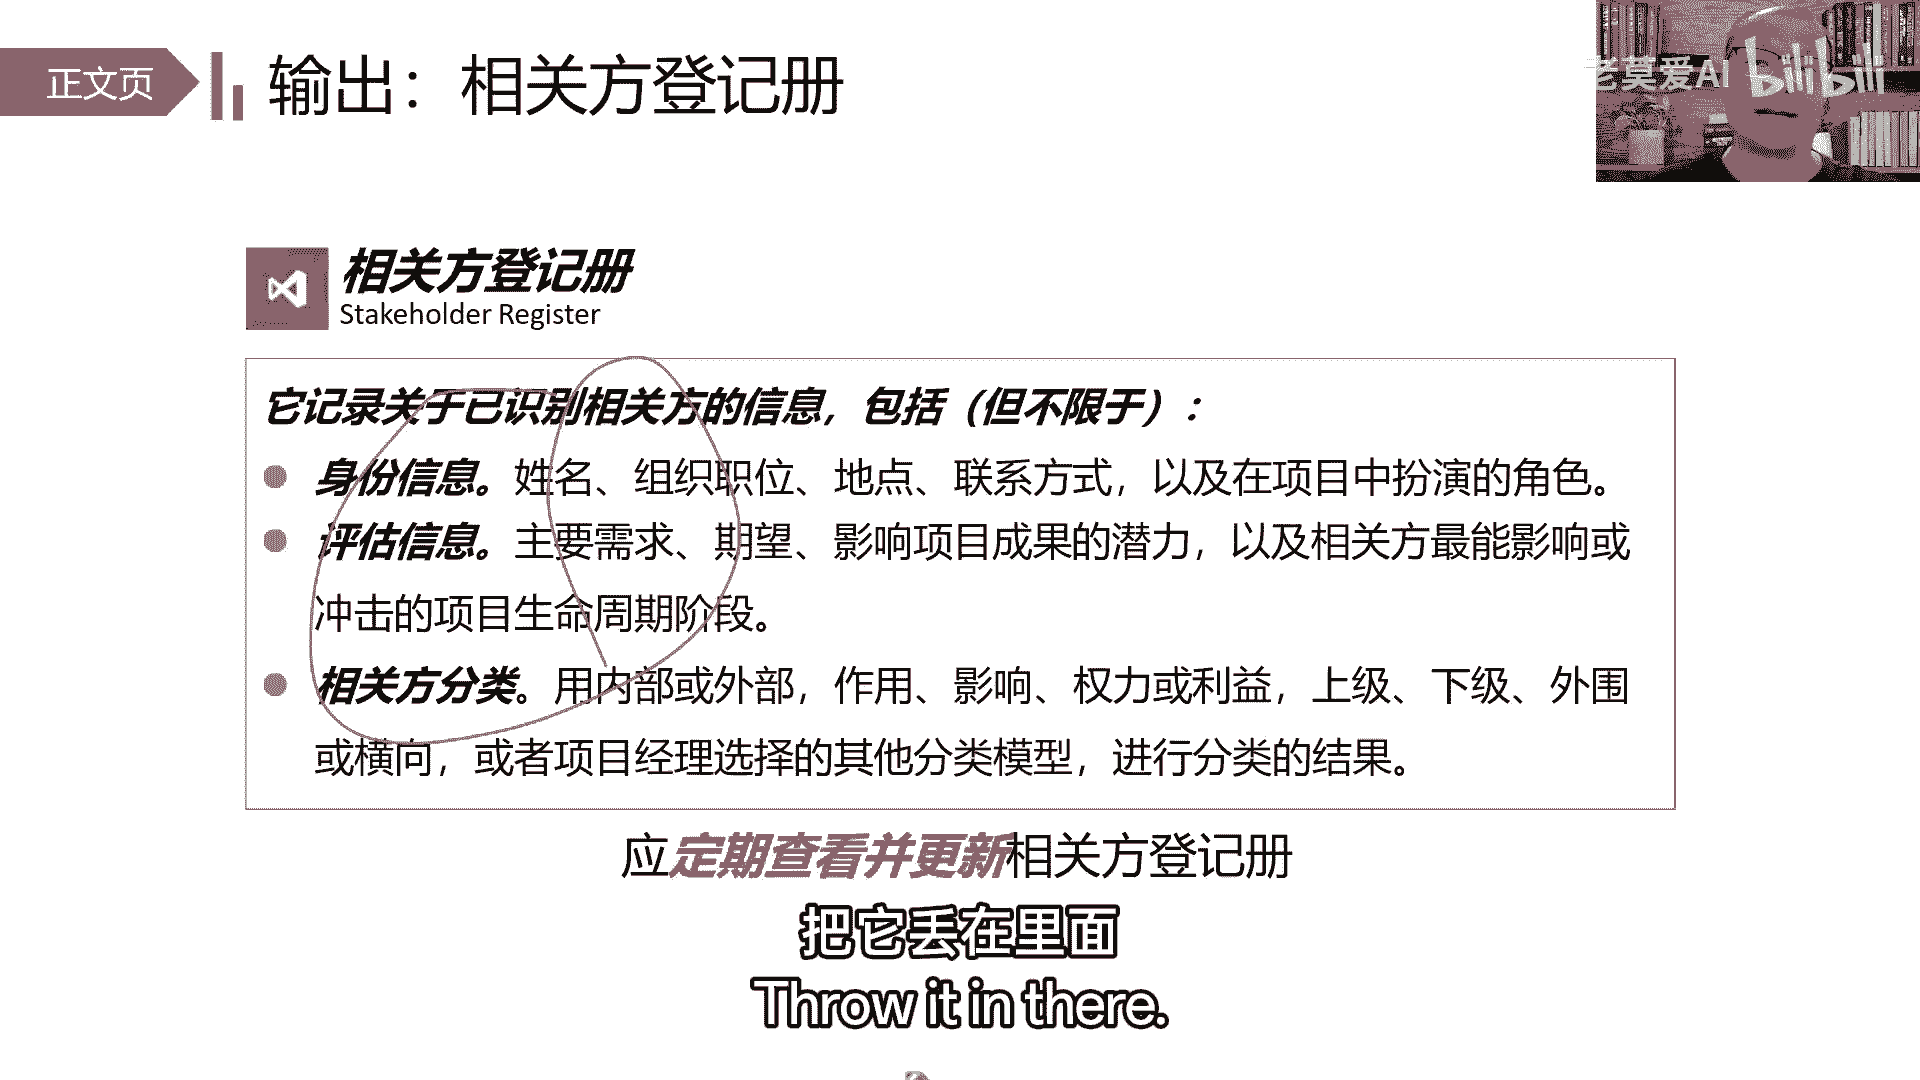 正文页
输出：相关方登记册
老莫爱AI
bilibili
相关方登记册
Stakeholder Register
它记录关于已识别相关方的信息，包括（但不限于）：
身份信息。姓名、组织职位、地点、联系方式，以及在项目中扮演的角色。
评估信息。主要需求、期望、影响项目成果的潜力，以及相关方最能影响或
冲击的项目生命周期阶段。
相关方分类。用内部或外部，作用、影响、权力或利益，上级、下级、外围
或横向，或者项目经理选择的其他分类模型，进行分类的结果。
应定期查看并更新相关方登记册
把它丢在里面
Throw it in there.